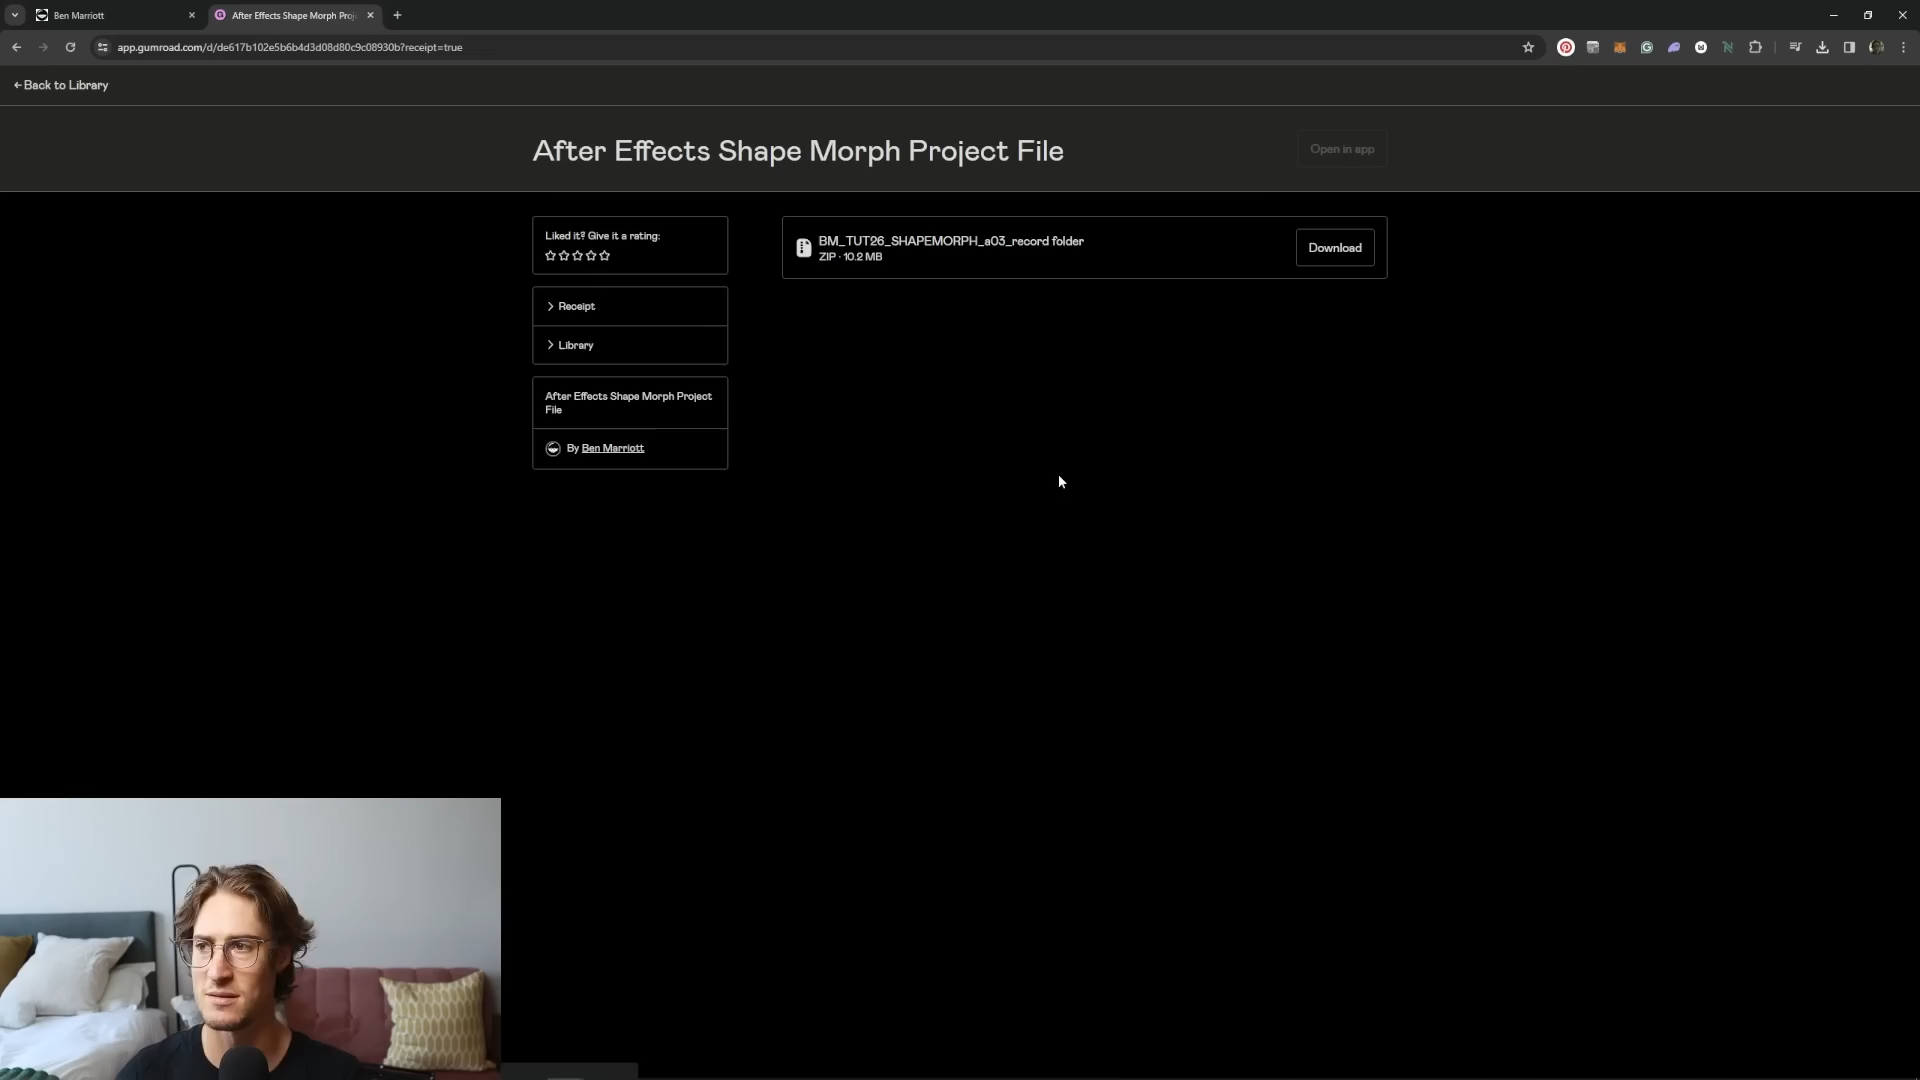 Ben Marriott
After Effects Shape Morph Proj
app.gumroad.com/d/de617b102e5b6b4d3d08d80c9c08930b?receipt=true
Back to Library
After Effects Shape Morph Project File
Open in app
Liked it? Give it a rating:
BM_TUT26_SHAPEMORPH_a03_record folder
ZIP · 10.2 MB
Download
Receipt
Library
After Effects Shape Morph Project
File
By Ben Marriott